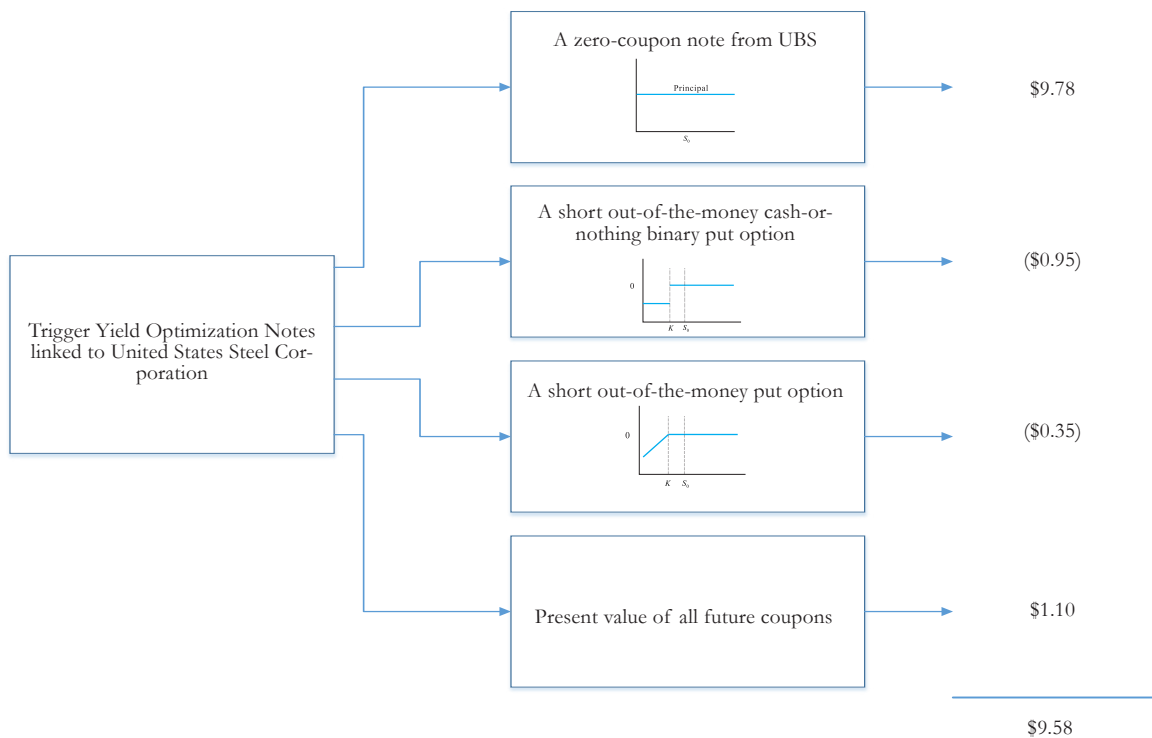 A zero-coupon note from UBS
Principal
S₀
$9.78
A short out-of-the-money cash-or-
nothing binary put option
0
K
S₀
($0.95)
Trigger Yield Optimization Notes
linked to United States Steel Cor-
poration
A short out-of-the-money put option
0
K
S₀
($0.35)
Present value of all future coupons
$1.10
$9.58